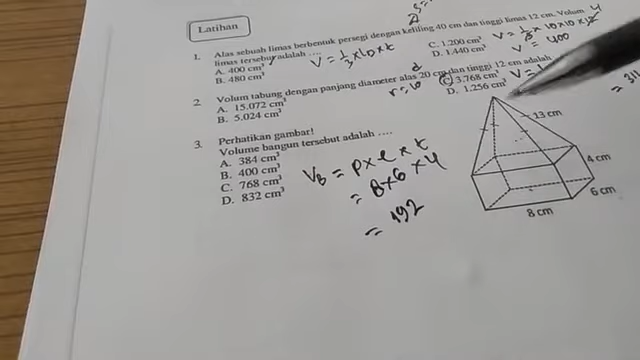 Latihan
1. Alas sebuah limas berbentuk persegi dengan keliling 40 cm dan tinggi limas 12 cm. Volum
limas tersebut adalah ....
A. 400 cm³
B. 480 cm³
C. 1.200 cm³
D. 1.440 cm³
V = 1/3 × 10 × 10 × 12 4
V = 400
2. Volum tabung dengan panjang diameter alas 20 cm dan tinggi 12 cm adalah
A. 15.072 cm³
B. 5.024 cm³
C. 3.768 cm³
D. 1.256 cm³
3. Perhatikan gambar!
Volume bangun tersebut adalah ....
A. 384 cm³
B. 400 cm³
C. 768 cm³
D. 832 cm³
V_B = p × l × t
= 8 × 6 × 4
= 192
13 cm
4 cm
6 cm
8 cm